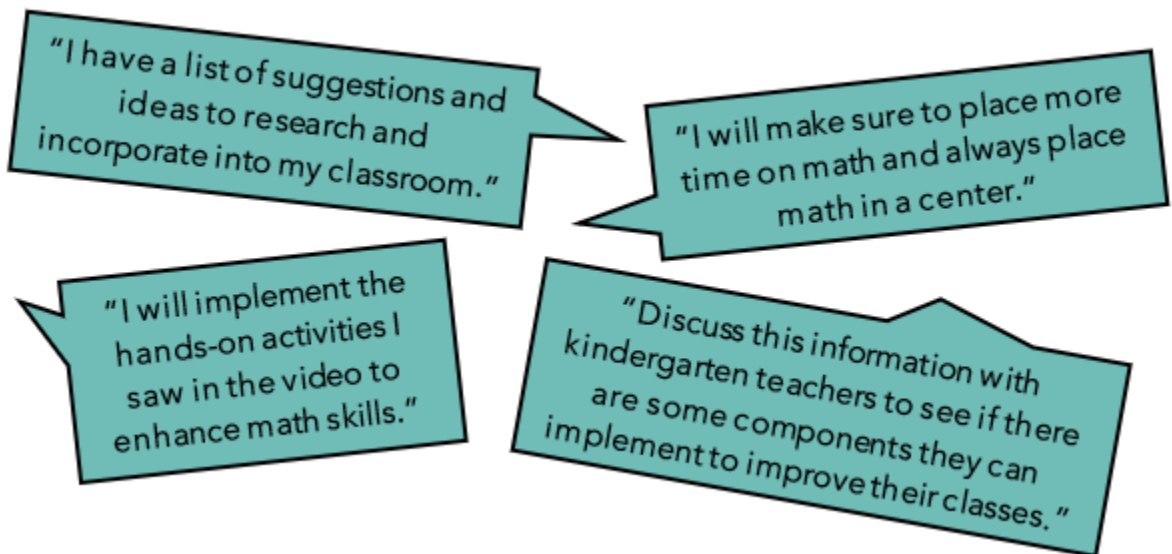 “I have a list of suggestions and
ideas to research and
incorporate into my classroom.”
“I will make sure to place more
time on math and always place
math in a center.”
“I will implement the
hands-on activities I
saw in the video to
enhance math skills.”
“Discuss this information with
kindergarten teachers to see if there
are some components they can
implement to improve their classes.”